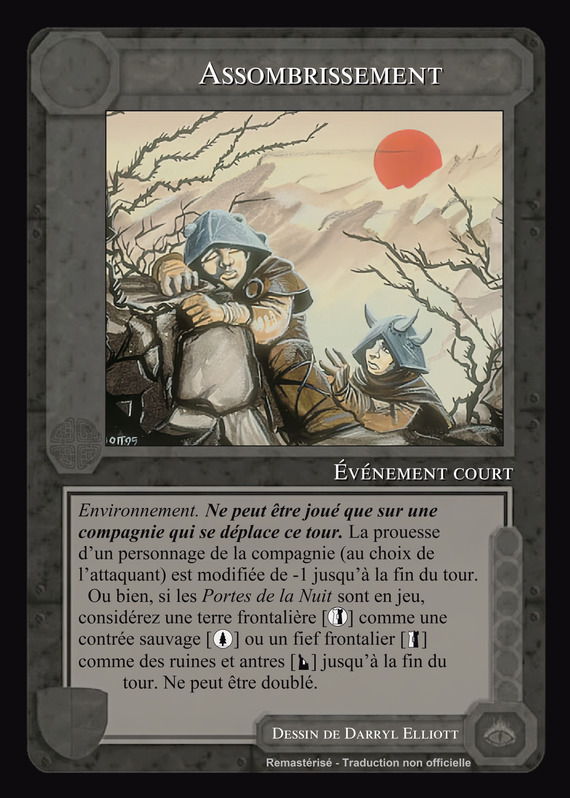 Assombrissement
Événement court
Environnement. Ne peut être joué que sur une
compagnie qui se déplace ce tour. La prouesse
d'un personnage de la compagnie (au choix de
l'attaquant) est modifiée de -1 jusqu'à la fin du tour.
Ou bien, si les Portes de la Nuit sont en jeu,
considérez une terre frontalière [] comme une
contrée sauvage [] ou un fief frontalier []
comme des ruines et antres [] jusqu'à la fin du
tour. Ne peut être doublé.
Dessin de Darryl Elliott
Remastérisé - Traduction non officielle